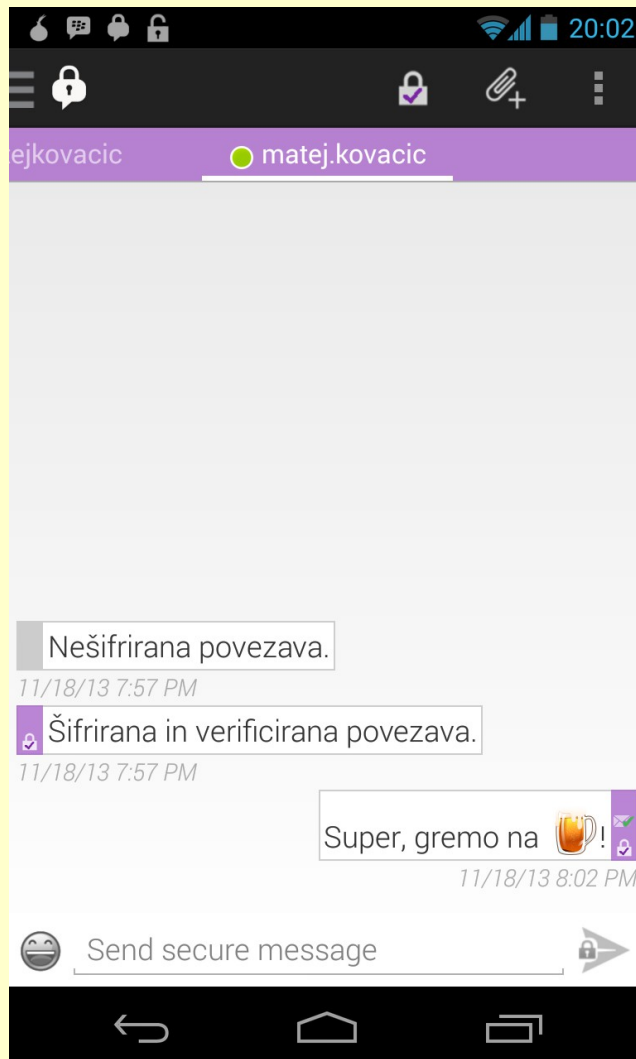 20:02
ejkovacic
matej.kovacic
Nešifrirana povezava.
11/18/13 7:57 PM
Šifrirana in verificirana povezava.
11/18/13 7:57 PM
Super, gremo na 🍺!
11/18/13 8:02 PM
Send secure message